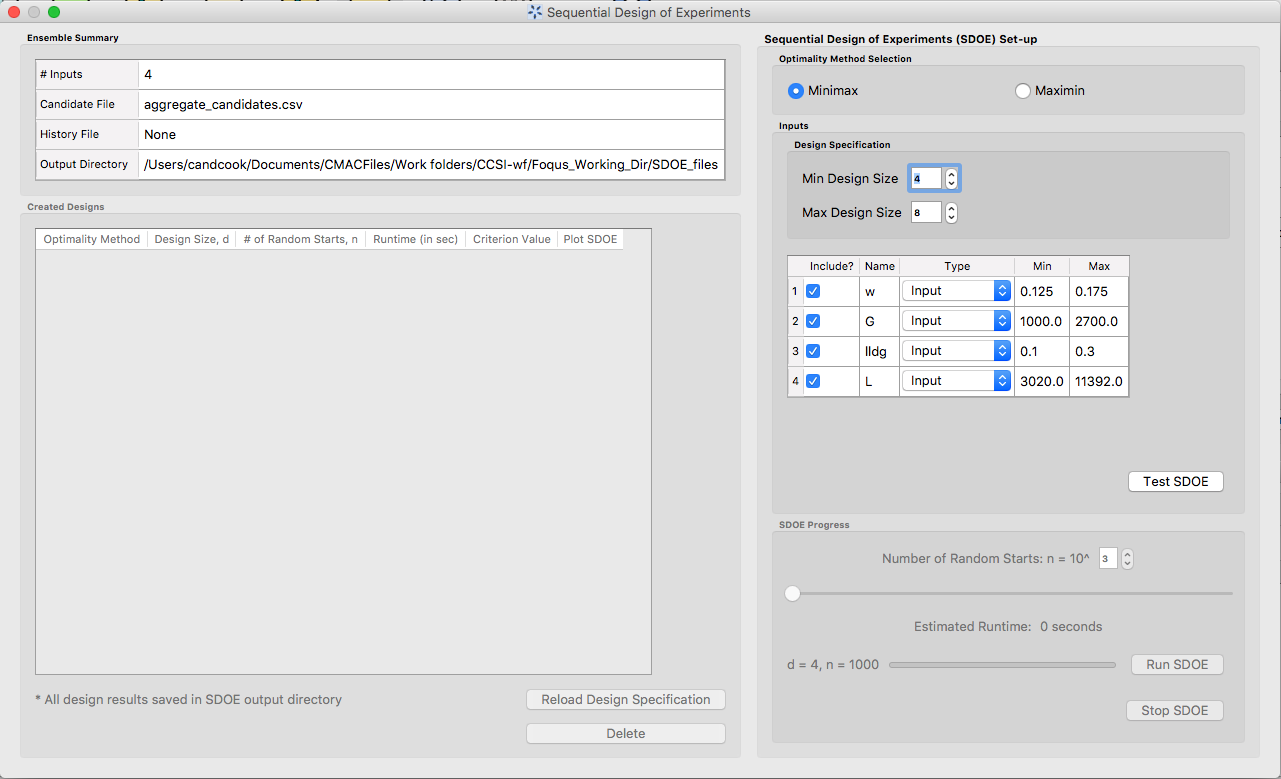 Sequential Design of Experiments
Ensemble Summary
# Inputs 4
Candidate File aggregate_candidates.csv
History File None
Output Directory /Users/candcook/Documents/CMACFiles/Work folders/CCSI-wf/Foqus_Working_Dir/SDOE_files
Created Designs
Optimality Method Design Size, d # of Random Starts, n Runtime (in sec) Criterion Value Plot SDOE
* All design results saved in SDOE output directory
Reload Design Specification
Delete
Sequential Design of Experiments (SDOE) Set-up
Optimality Method Selection
Minimax Maximin
Inputs
Design Specification
Min Design Size 4
Max Design Size 8
Include? Name Type Min Max
1 w Input 0.125 0.175
2 G Input 1000.0 2700.0
3 lldg Input 0.1 0.3
4 L Input 3020.0 11392.0
Test SDOE
SDOE Progress
Number of Random Starts: n = 10^ 3
Estimated Runtime: 0 seconds
d = 4, n = 1000 Run SDOE
Stop SDOE